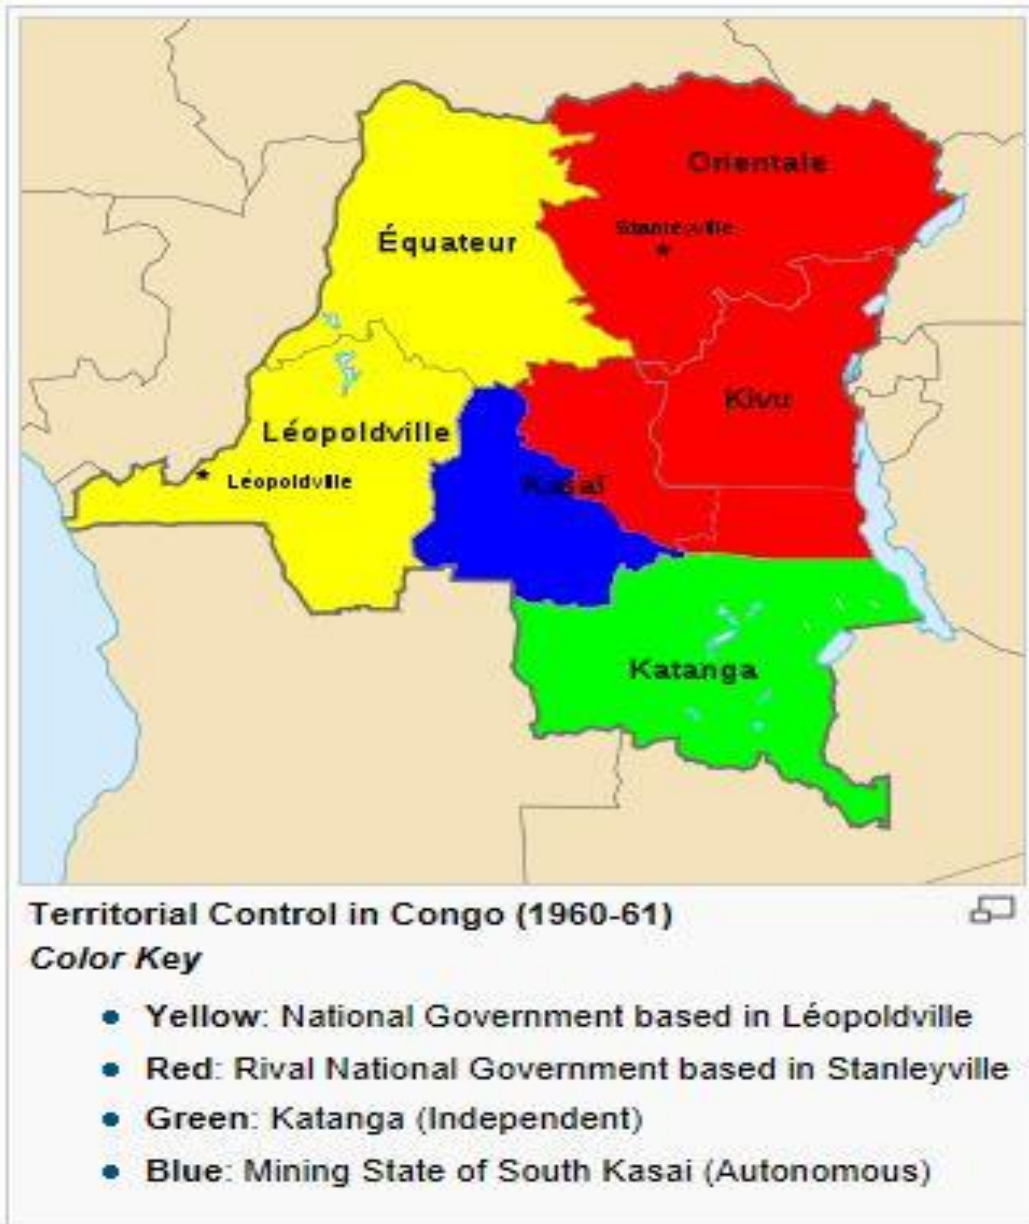 Orientale
Stanleyville
Équateur
Kivu
Léopoldville
Léopoldville
Kasai
Katanga
Territorial Control in Congo (1960-61)
Color Key
Yellow: National Government based in Léopoldville
Red: Rival National Government based in Stanleyville
Green: Katanga (Independent)
Blue: Mining State of South Kasai (Autonomous)